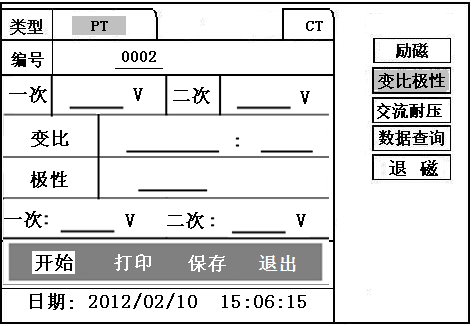 类型 PT CT
编号 0002
一次 V 二次 V
变比 :
极性
一次: V 二次: V
开始 打印 保存 退出
日期: 2012/02/10 15:06:15
励磁
变比极性
交流耐压
数据查询
退 磁